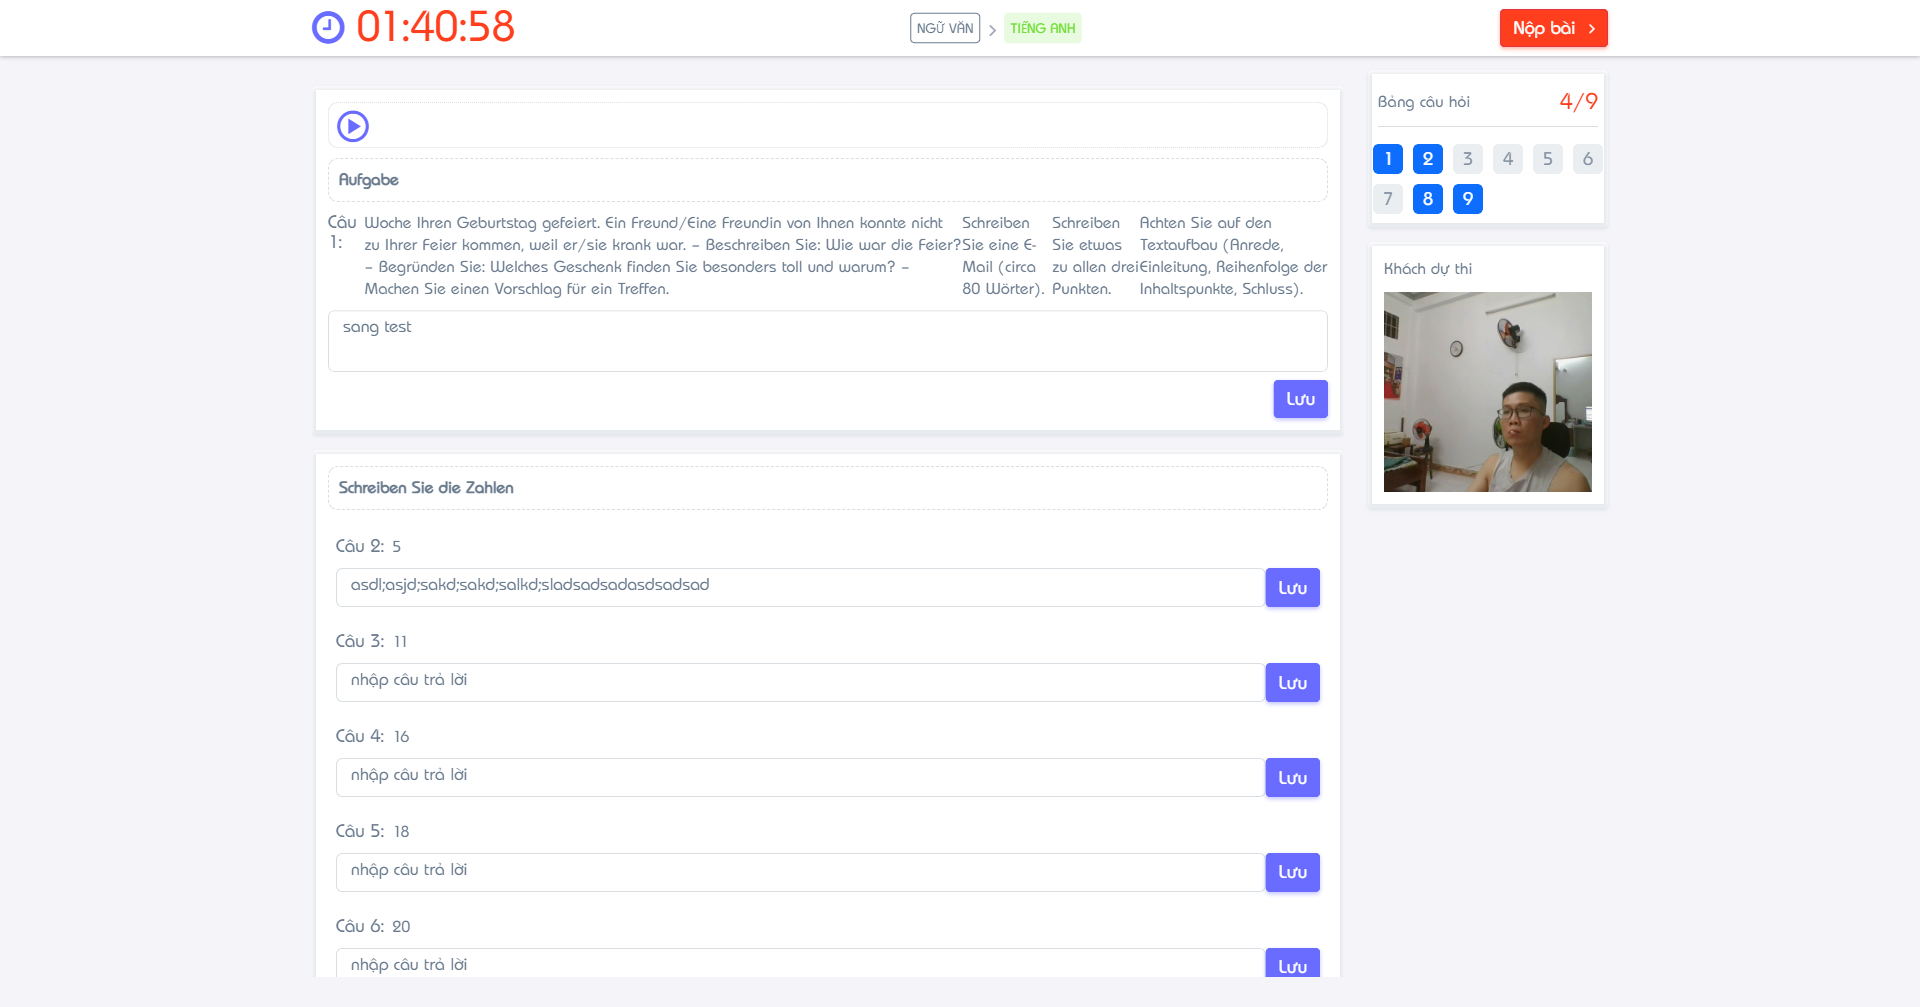 01:40:58
NGỮ VĂN
TIẾNG ANH
Nộp bài
Aufgabe
Câu 1:
Woche Ihren Geburtstag gefeiert. Ein Freund/Eine Freundin von Ihnen konnte nicht
zu Ihrer Feier kommen, weil er/sie krank war. – Beschreiben Sie: Wie war die Feier?
– Begründen Sie: Welches Geschenk finden Sie besonders toll und warum? –
Machen Sie einen Vorschlag für ein Treffen.
Schreiben
Sie eine E-
Mail (circa
80 Wörter).
Schreiben
Sie etwas
zu allen drei
Punkten.
Achten Sie auf den
Textaufbau (Anrede,
Einleitung, Reihenfolge der
Inhaltspunkte, Schluss).
sang test
Lưu
Schreiben Sie die Zahlen
Câu 2: 5
asdl;asjd;sakd;sakd;salkd;sladsadsadasdsadsad
Lưu
Câu 3: 11
nhập câu trả lời
Lưu
Câu 4: 16
nhập câu trả lời
Lưu
Câu 5: 18
nhập câu trả lời
Lưu
Câu 6: 20
nhập câu trả lời
Lưu
Bảng câu hỏi
4/9
1 2 3 4 5 6
7 8 9
Khách dự thi